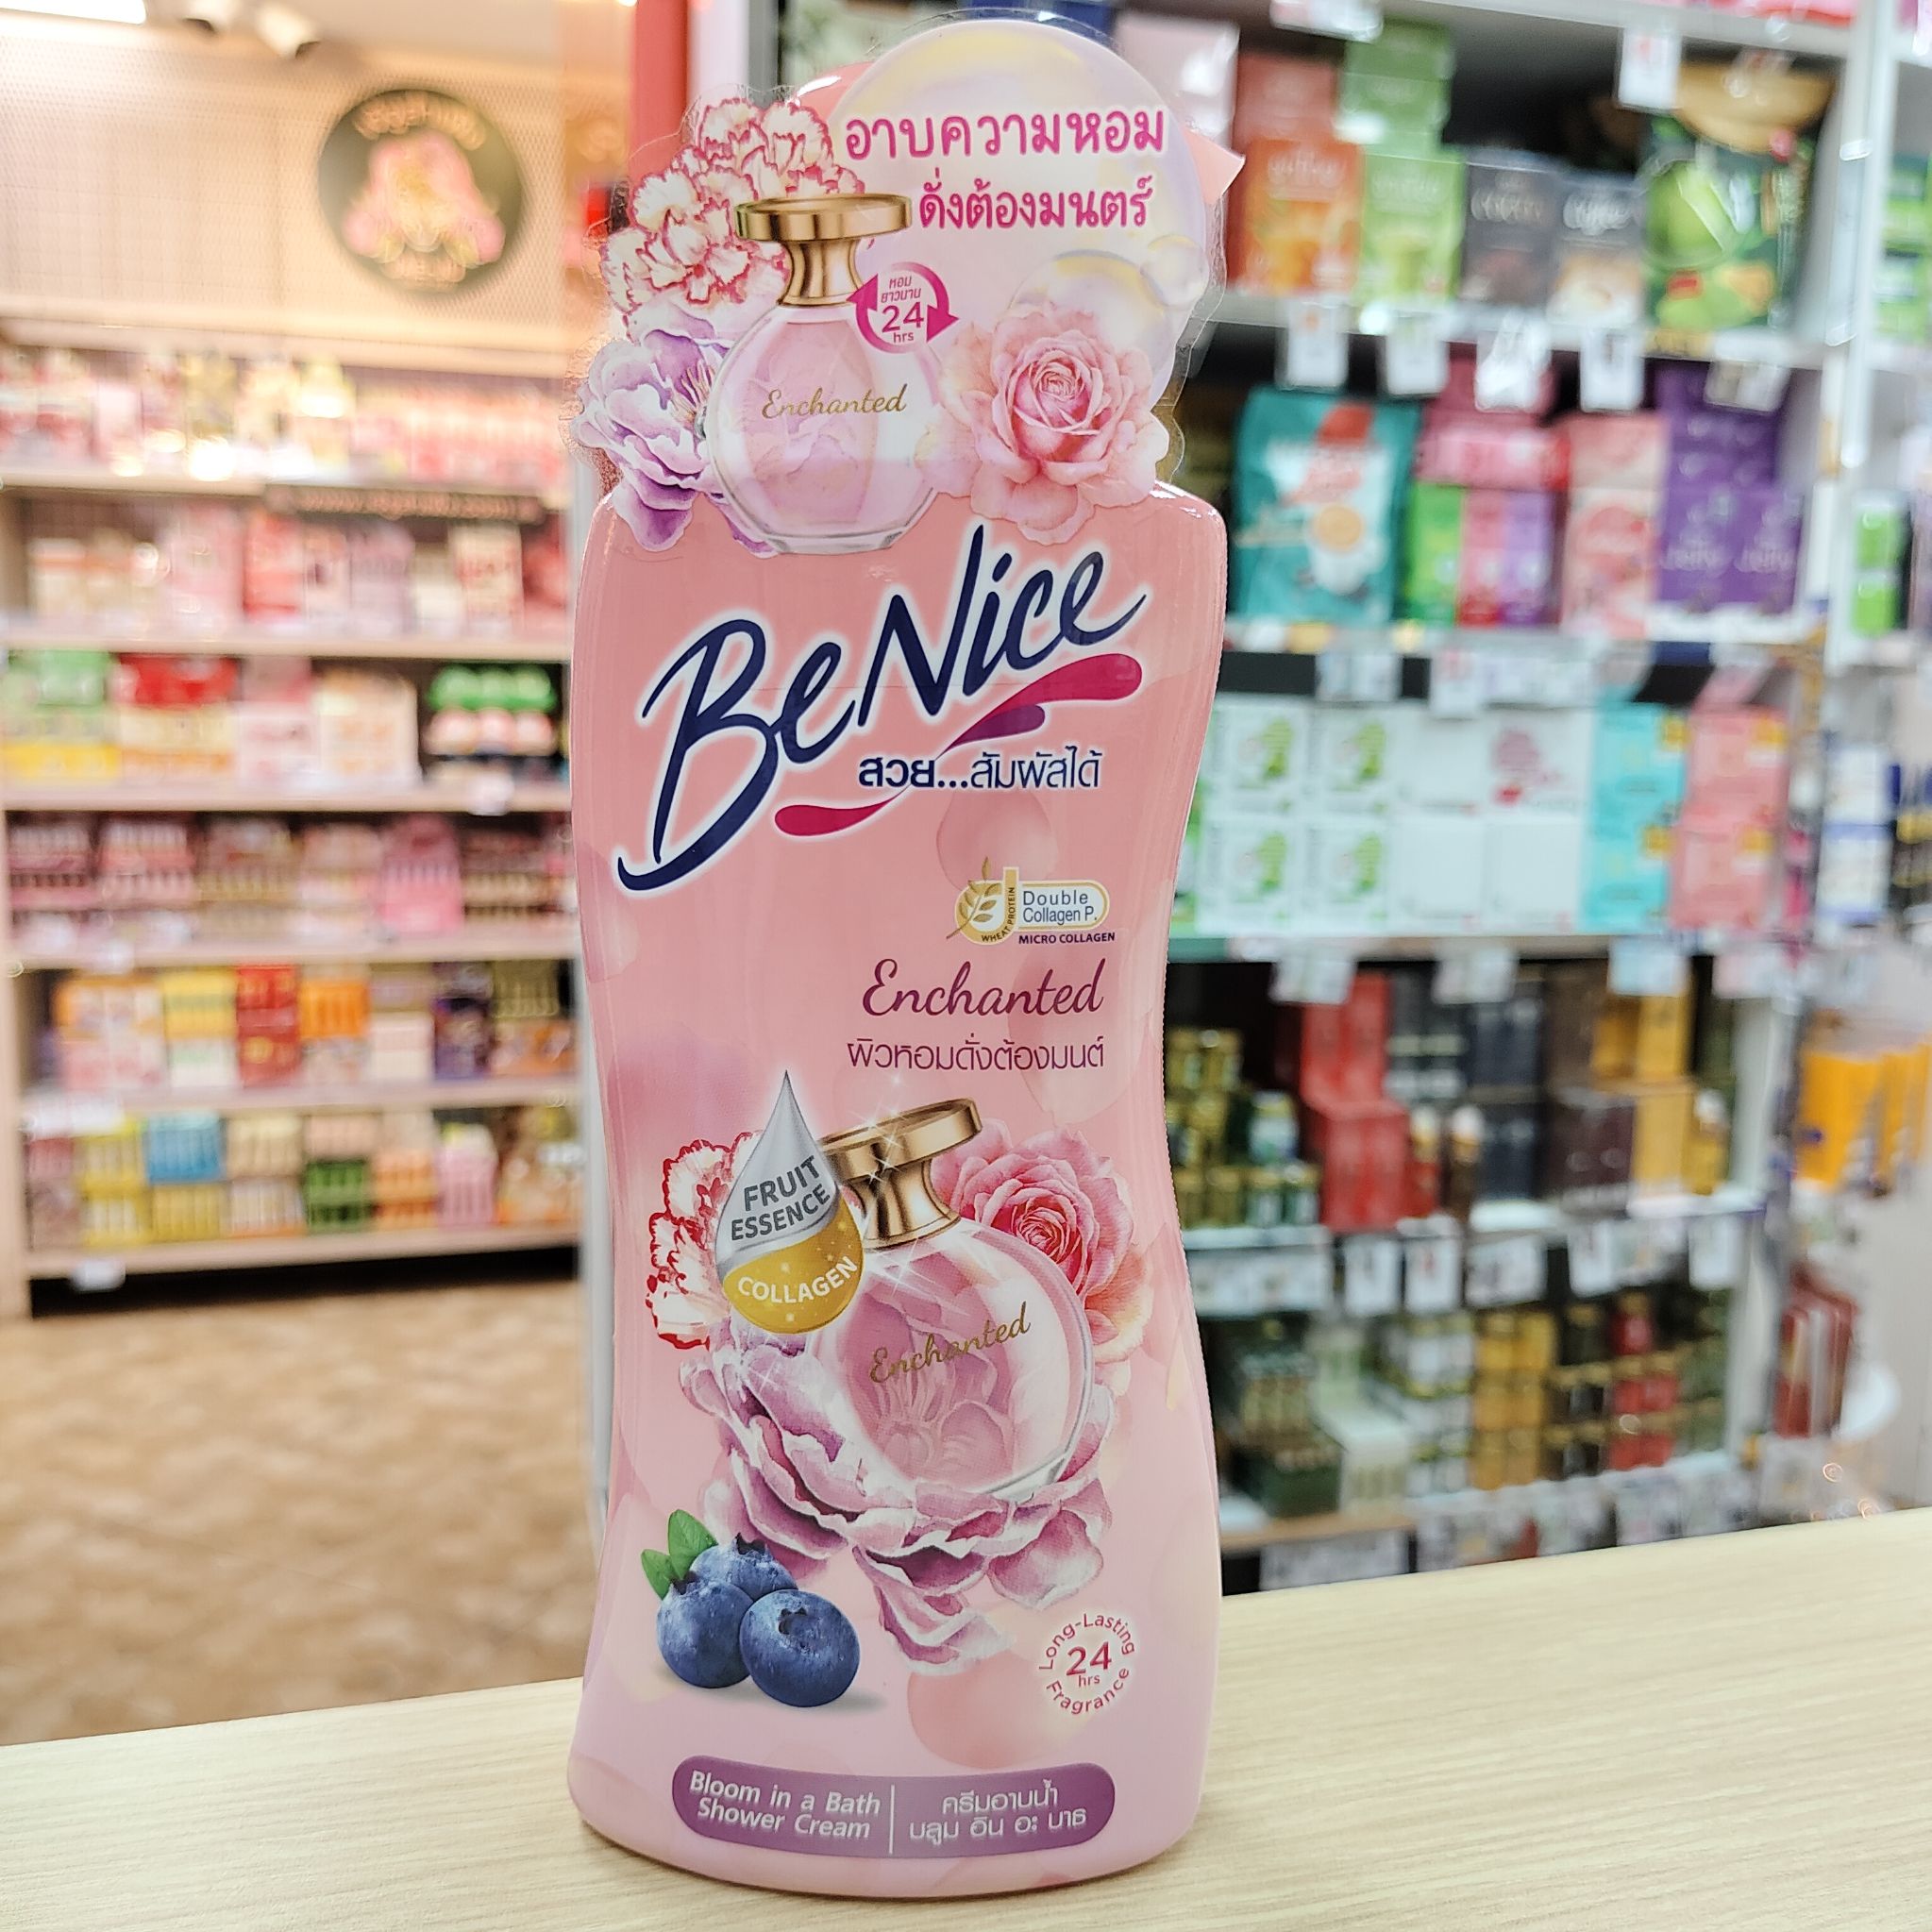 อาบความหอม
ดั่งต้องมนตร์
หอม
ยาวนาน
24
hrs
Enchanted
BeNice
สวย...สัมผัสได้
Double
Collagen P.
WHEAT PROTEIN
MICRO COLLAGEN
Enchanted
ผิวหอมดั่งต้องมนต์
FRUIT
ESSENCE
COLLAGEN
Enchanted
Long-Lasting
24
hrs
Fragrance
Bloom in a Bath
Shower Cream
ครีมอาบน้ำ
บลูม อิน อะ บาธ